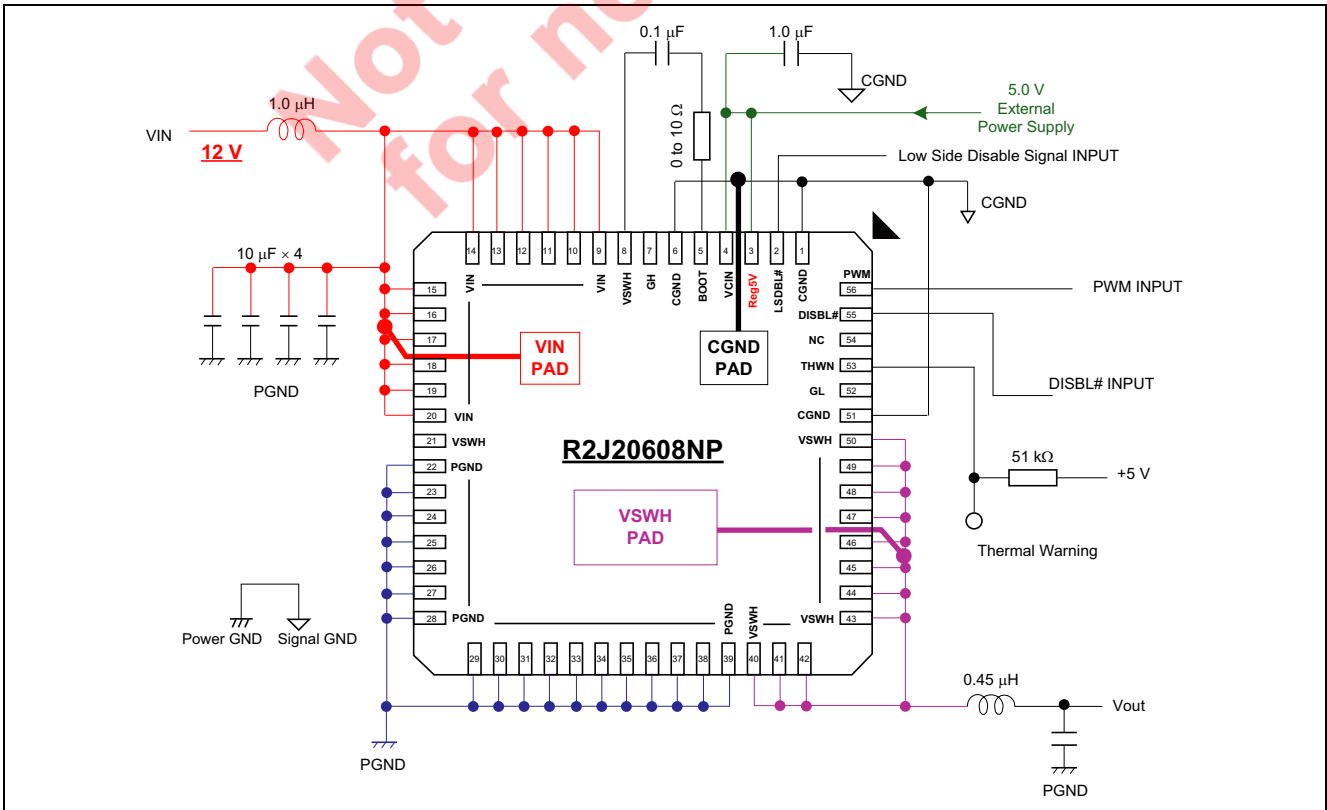 Not
for n
0.1 μF
1.0 μF
CGND
1.0 μH
VIN
12 V
0 to 10 Ω
5.0 V
External
Power Supply
Low Side Disable Signal INPUT
CGND
10 μF × 4
PGND
14 13 12 11 10 9 8 7 6 5 4 3 2 1
VIN VIN VSWH GH CGND BOOT VCIN Reg5V LSDBL# CGND
15
16
17
18
19
20 VIN
21 VSWH
22 PGND
23
24
25
26
27
28 PGND
VIN
PAD
CGND
PAD
R2J20608NP
VSWH
PAD
PWM 56 PWM INPUT
DISBL# 55
NC 54
THWN 53
DISBL# INPUT
GL 52
CGND 51
VSWH 50
49
48
47
46
45
44
VSWH 43
51 kΩ
+5 V
Thermal Warning
Power GND Signal GND
PGND VSWH
29 30 31 32 33 34 35 36 37 38 39 40 41 42
0.45 μH
Vout
PGND
PGND